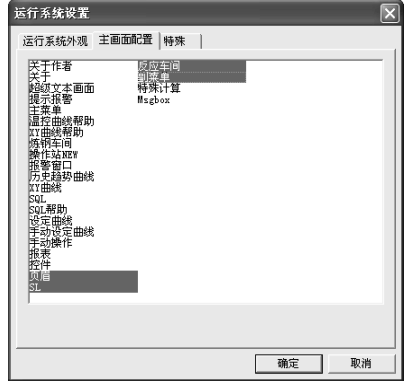 运行系统设置
运行系统外观 主画面配置 特殊
关于作者
关于
超级文本画面
提示报警
主菜单
温控曲线帮助
XY曲线帮助
炼钢车间
操作站NEW
报警窗口
历史趋势曲线
XY曲线
SQL
SQL帮助
设定曲线
手动设定曲线
手动操作
报表
控件
页眉
SL
反应车间
副菜单
特殊计算
Msgbox
确定 取消